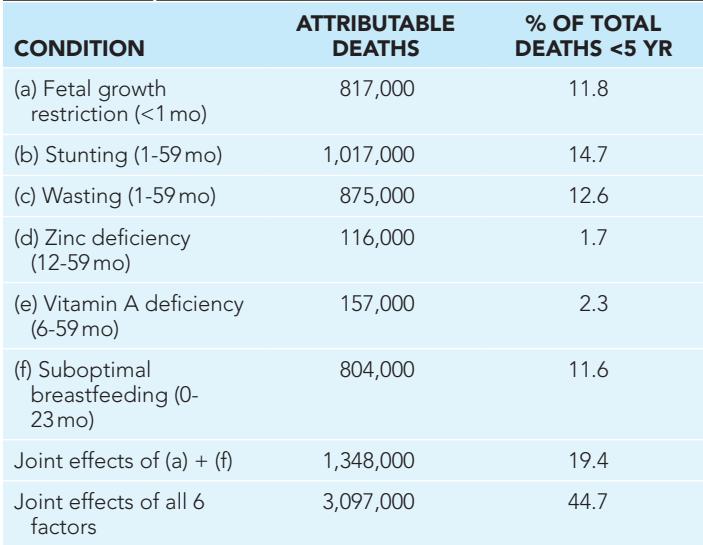 CONDITION ATTRIBUTABLE DEATHS % OF TOTAL DEATHS <5 YR
(a) Fetal growth 817,000 11.8
restriction (<1 mo)
(b) Stunting (1-59 mo) 1,017,000 14.7
(c) Wasting (1-59 mo) 875,000 12.6
(d) Zinc deficiency 116,000 1.7
(12-59 mo)
(e) Vitamin A deficiency 157,000 2.3
(6-59 mo)
(f) Suboptimal 804,000 11.6
breastfeeding (0-
23 mo)
Joint effects of (a) + (f) 1,348,000 19.4
Joint effects of all 6 3,097,000 44.7
factors